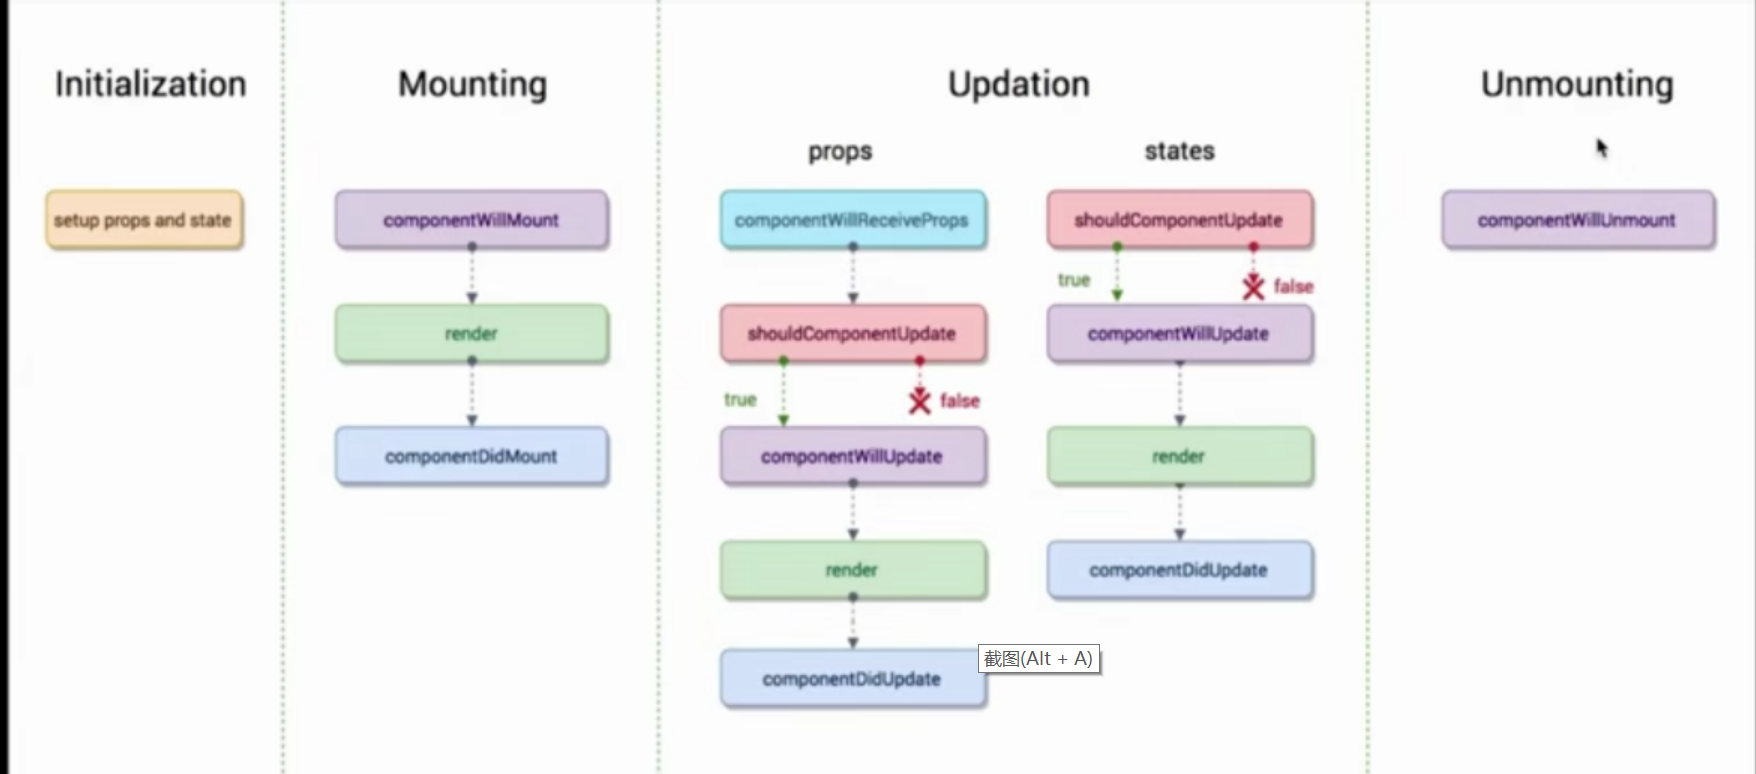 Initialization
Mounting
Updation
Unmounting
props
states
setup props and state
componentWillMount
componentWillReceiveProps
shouldComponentUpdate
componentWillUnmount
true
false
render
shouldComponentUpdate
componentWillUpdate
true
false
componentDidMount
componentWillUpdate
render
render
componentDidUpdate
截图(Alt + A)
componentDidUpdate